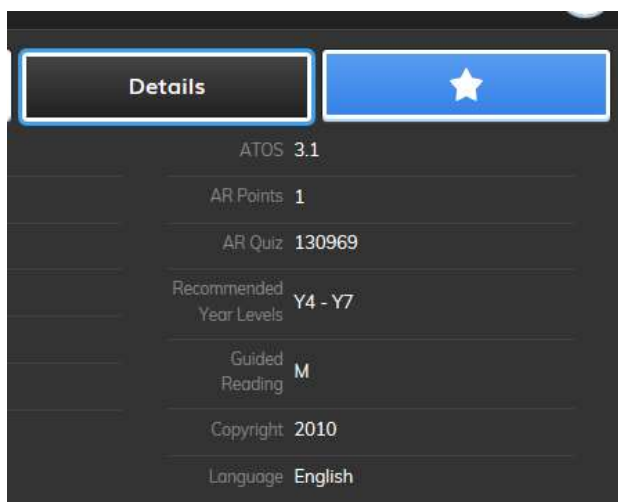 Details
ATOS 3.1
AR Points 1
AR Quiz 130969
Recommended
Year Levels Y4 - Y7
Guided
Reading M
Copyright 2010
Language English